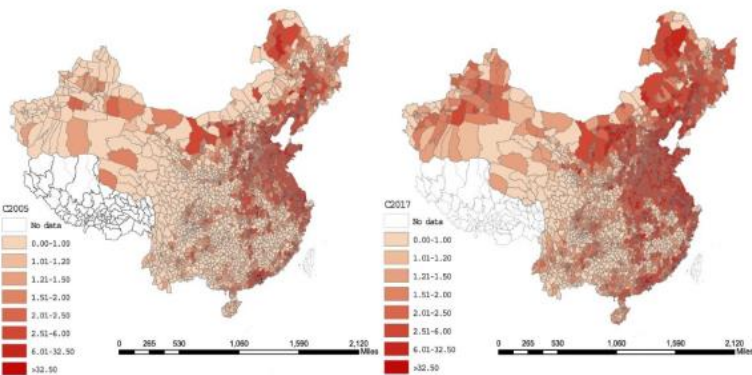 C2005
No data
0.00-1.00
1.01-1.20
1.21-1.50
1.51-2.00
2.01-2.50
2.51-6.00
6.01-32.50
>32.50
0 265 530 1,060 1,590 2,120
Miles
C2017
No data
0.00-1.00
1.01-1.20
1.21-1.50
1.51-2.00
2.01-2.50
2.51-6.00
6.01-32.50
>32.50
0 265 530 1,060 1,590 2,120
Miles